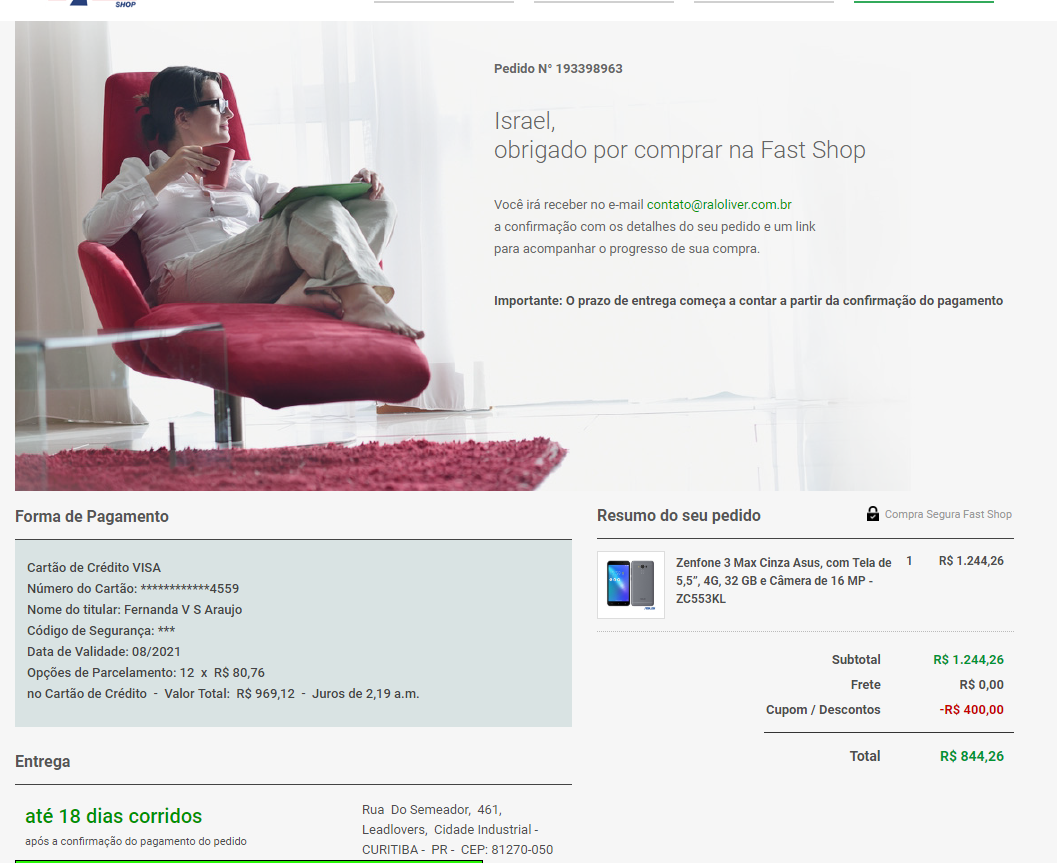 SHOP
Pedido N° 193398963
Israel,
obrigado por comprar na Fast Shop
Você irá receber no e-mail contato@raloliver.com.br
a confirmação com os detalhes do seu pedido e um link
para acompanhar o progresso de sua compra.
Importante: O prazo de entrega começa a contar a partir da confirmação do pagamento
Forma de Pagamento
Cartão de Crédito VISA
Número do Cartão: ************4559
Nome do titular: Fernanda V S Araujo
Código de Segurança: ***
Data de Validade: 08/2021
Opções de Parcelamento: 12 x R$ 80,76
no Cartão de Crédito - Valor Total: R$ 969,12 - Juros de 2,19 a.m.
Entrega
até 18 dias corridos
após a confirmação do pagamento do pedido
Rua Do Semeador, 461,
Leadlovers, Cidade Industrial -
CURITIBA - PR - CEP: 81270-050
Resumo do seu pedido
Compra Segura Fast Shop
Zenfone 3 Max Cinza Asus, com Tela de 1 R$ 1.244,26
5,5”, 4G, 32 GB e Câmera de 16 MP -
ZC553KL
Subtotal R$ 1.244,26
Frete R$ 0,00
Cupom / Descontos -R$ 400,00
Total R$ 844,26